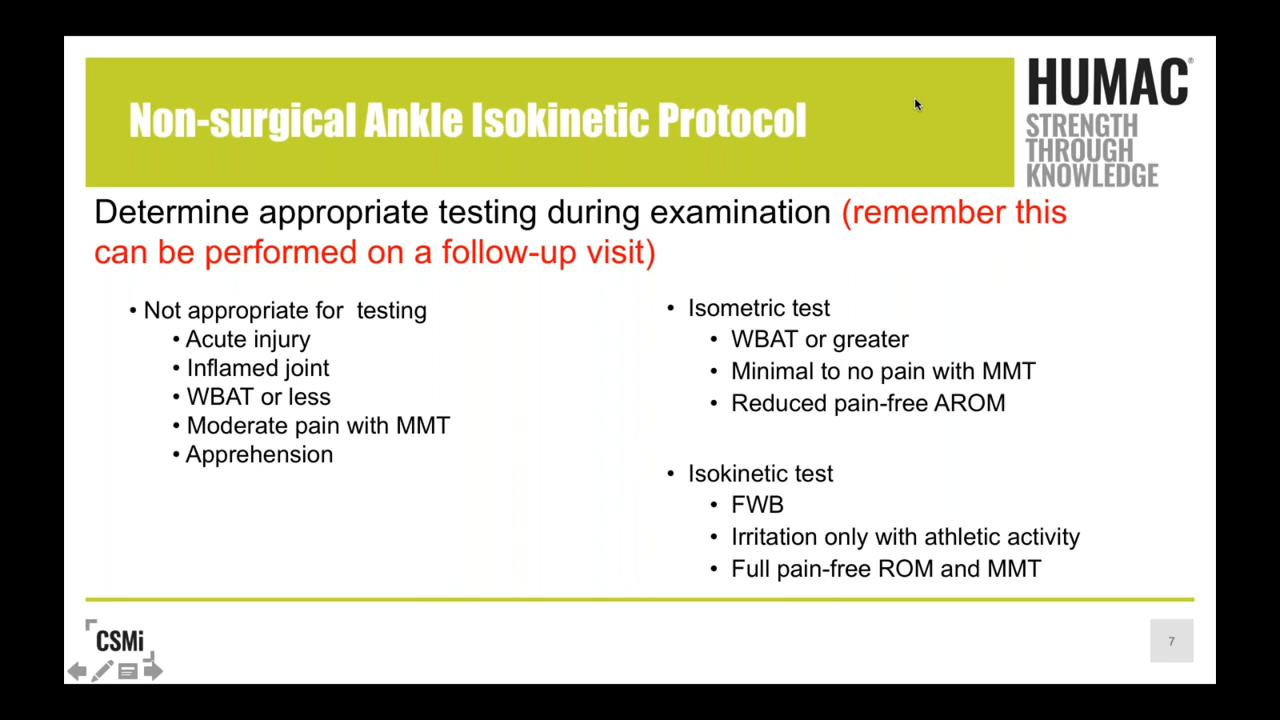 Non-surgical Ankle Isokinetic Protocol
HUMAC®
STRENGTH
THROUGH
KNOWLEDGE
Determine appropriate testing during examination (remember this
can be performed on a follow-up visit)
• Not appropriate for  testing
• Acute injury
• Inflamed joint
• WBAT or less
• Moderate pain with MMT
• Apprehension
• Isometric test
• WBAT or greater
• Minimal to no pain with MMT
• Reduced pain-free AROM
• Isokinetic test
• FWB
• Irritation only with athletic activity
• Full pain-free ROM and MMT
CSMi
7